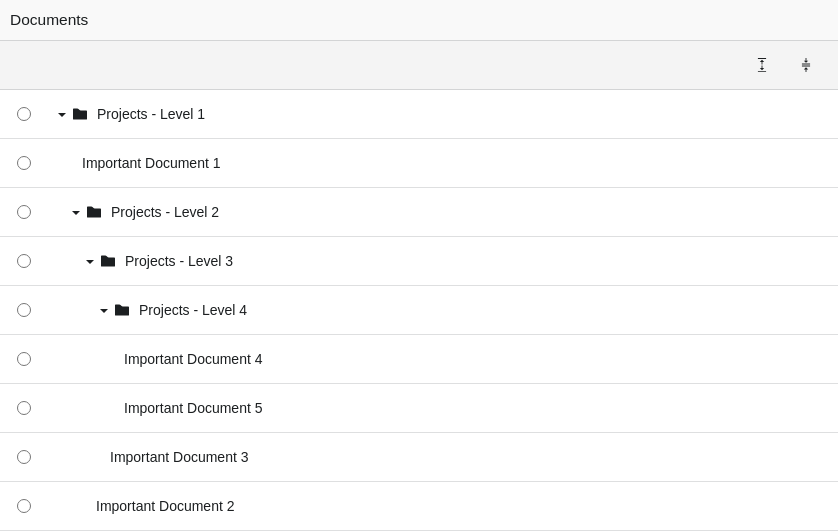 Documents
Projects - Level 1
Important Document 1
Projects - Level 2
Projects - Level 3
Projects - Level 4
Important Document 4
Important Document 5
Important Document 3
Important Document 2